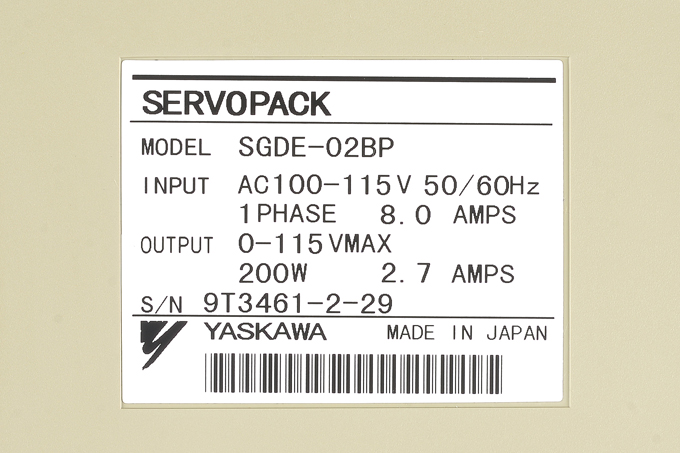 SERVOPACK
MODEL SGDE-02BP
INPUT AC100-115V 50/60Hz
1PHASE 8.0 AMPS
OUTPUT 0-115VMAX
200W 2.7 AMPS
S/N 9T3461-2-29
YASKAWA MADE IN JAPAN